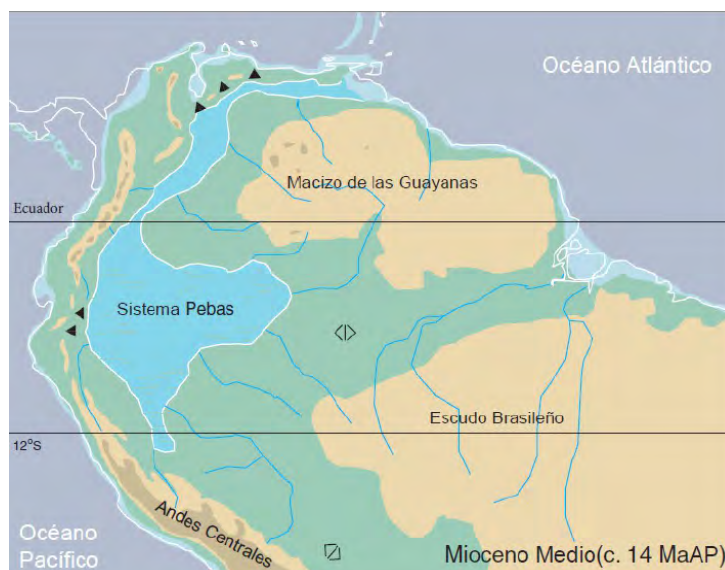 Océano Atlántico
Macizo de las Guayanas
Ecuador
Sistema Pebas
Escudo Brasileño
12°S
Andes Centrales
Océano
Pacífico
Mioceno Medio(c. 14 MaAP)